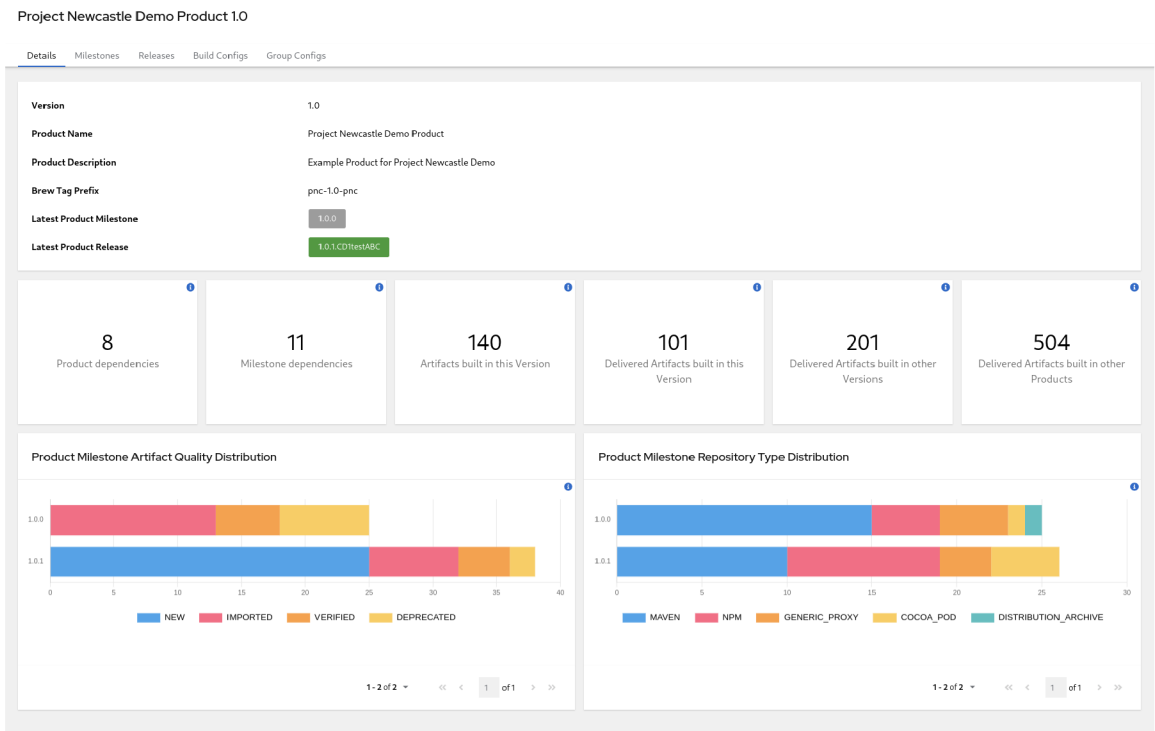 Project Newcastle Demo Product 1.0
Details Milestones Releases Build Configs Group Configs
Version 1.0
Product Name Project Newcastle Demo Product
Product Description Example Product for Project Newcastle Demo
Brew Tag Prefix pnc-1.0-pnc
Latest Product Milestone 1.0.0
Latest Product Release 1.0.1.CD1testABC
8
Product dependencies
11
Milestone dependencies
140
Artifacts built in this Version
101
Delivered Artifacts built in this
Version
201
Delivered Artifacts built in other
Versions
504
Delivered Artifacts built in other
Products
Product Milestone Artifact Quality Distribution
1.0.0
1.0.1
0 5 10 15 20 25 30 35 40
NEW IMPORTED VERIFIED DEPRECATED
1 - 2 of 2 1 of 1
Product Milestone Repository Type Distribution
1.0.0
1.0.1
0 5 10 15 20 25 30
MAVEN NPM GENERIC_PROXY COCOA_POD DISTRIBUTION_ARCHIVE
1 - 2 of 2 1 of 1